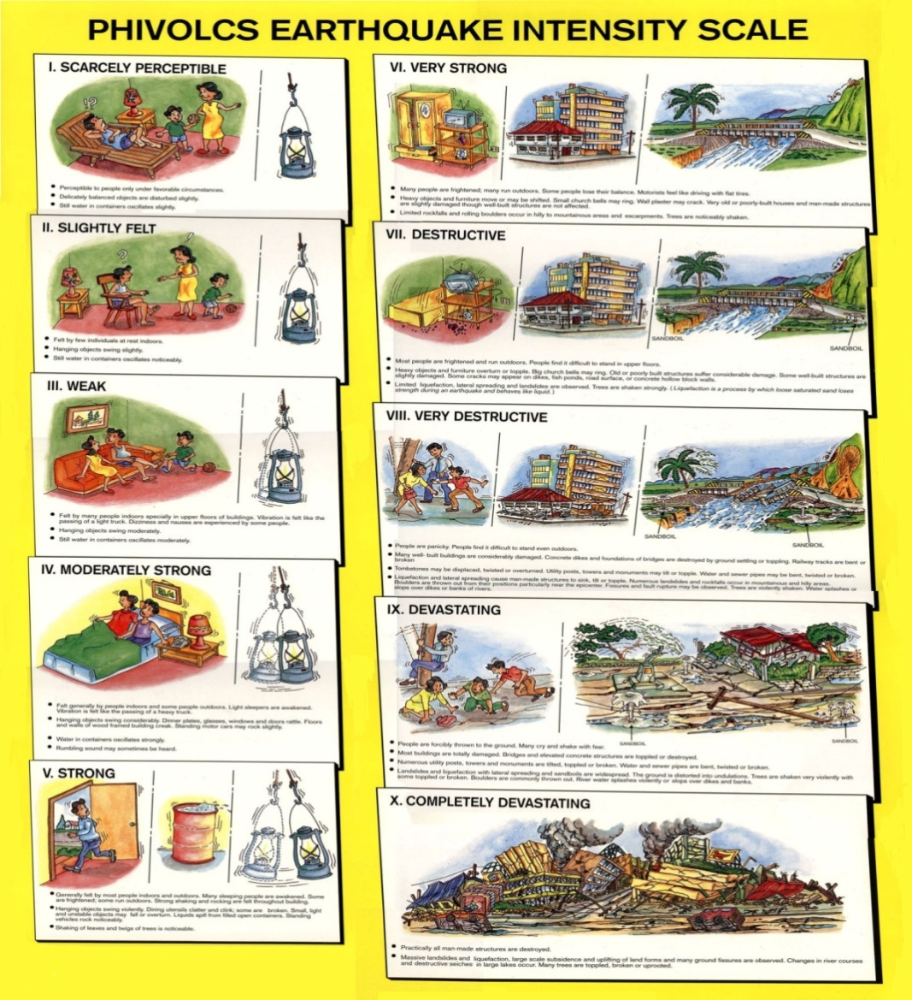 PHIVOLCS EARTHQUAKE INTENSITY SCALE
I. SCARCELY PERCEPTIBLE
!?
• Perceptible to people only under favorable circumstances.
• Delicately balanced objects are disturbed slightly.
• Still water in containers oscillates slightly.
II. SLIGHTLY FELT
?
!
• Felt by few individuals at rest indoors.
• Hanging objects swing slightly.
• Still water in containers oscillates noticeably.
III. WEAK
• Felt by many people indoors specially in upper floors of buildings. Vibration is felt like the
passing of a light truck. Dizziness and nausea are experienced by some people.
• Hanging objects swing moderately.
• Still water in containers oscillates moderately.
IV. MODERATELY STRONG
• Felt generally by people indoors and some people outdoors. Light sleepers are awakened.
Vibration is felt like the passing of a heavy truck.
• Hanging objects swing considerably. Dinner plates, glasses, windows and doors rattle. Floors
and walls of wood framed building creak. Standing motor cars may rock slightly.
• Water in containers oscillates strongly.
• Rumbling sound may sometimes be heard.
V. STRONG
• Generally felt by most people indoors and outdoors. Many sleeping people are awakened. Some
are frightened; some run outdoors. Strong shaking and rocking are felt throughout building.
• Hanging objects swing violently. Dining utensils clatter and clink; some are broken. Small, light
and unstable objects may fall or overturn. Liquids spill from filled open containers. Standing
vehicles rock noticeably.
• Shaking of leaves and twigs of trees is noticeable.
VI. VERY STRONG
• Many people are frightened; many run outdoors. Some people lose their balance. Motorists feel like driving with flat tires.
• Heavy objects and furniture move or may be shifted. Small church bells may ring. Wall plaster may crack. Very old or poorly-built houses and man-made structures
are slightly damaged though well-built structures are not affected.
• Limited rockfalls and rolling boulders occur in hilly to mountainous areas and escarpments. Trees are noticeably shaken.
VII. DESTRUCTIVE
SANDBOIL
SANDBOIL
• Most people are frightened and run outdoors. People find it difficult to stand in upper floors.
• Heavy objects and furniture overturn or topple. Big church bells may ring. Old or poorly built structures suffer considerable damage. Some well-built structures are
slightly damaged. Some cracks may appear on dikes, fish ponds, road surface, or concrete hollow block walls.
• Limited liquefaction, lateral spreading and landslides are observed. Trees are shaken strongly. ( Liquefaction is a process by which loose saturated sand loses
strength during an earthquake and behaves like liquid. )
VIII. VERY DESTRUCTIVE
SANDBOIL
SANDBOIL
• People are panicky. People find it difficult to stand even outdoors.
• Many well- built buildings are considerably damaged. Concrete dikes and foundations of bridges are destroyed by ground settling or toppling. Railway tracks are bent or
broken
• Tombstones may be displaced, twisted or overturned. Utility posts, towers and monuments may tilt or topple. Water and sewer pipes may be bent, twisted or broken.
• Liquefaction and lateral spreading cause man-made structures to sink, tilt or topple. Numerous landslides and rockfalls occur in mountainous and hilly areas.
Boulders are thrown out from their positions particularly near the epicenter. Fissures and fault rupture may be observed. Trees are violently shaken. Water splashes or
slops over dikes or banks of rivers.
IX. DEVASTATING
SANDBOIL
SANDBOIL
• People are forcibly thrown to the ground. Many cry and shake with fear.
• Most buildings are totally damaged. Bridges and elevated concrete structures are toppled or destroyed.
• Numerous utility posts, towers and monuments are tilted, toppled or broken. Water and sewer pipes are bent, twisted or broken.
• Landslides and liquefaction with lateral spreading and sandboils are widespread. The ground is distorted into undulations. Trees are shaken very violently with
some toppled or broken. Boulders are commonly thrown out. River water splashes violently or slops over dikes and banks.
X. COMPLETELY DEVASTATING
• Practically all man-made structures are destroyed.
• Massive landslides and liquefaction, large scale subsidence and uplifting of land forms and many ground fissures are observed. Changes in river courses
and destructive seiches in large lakes occur. Many trees are toppled, broken or uprooted.